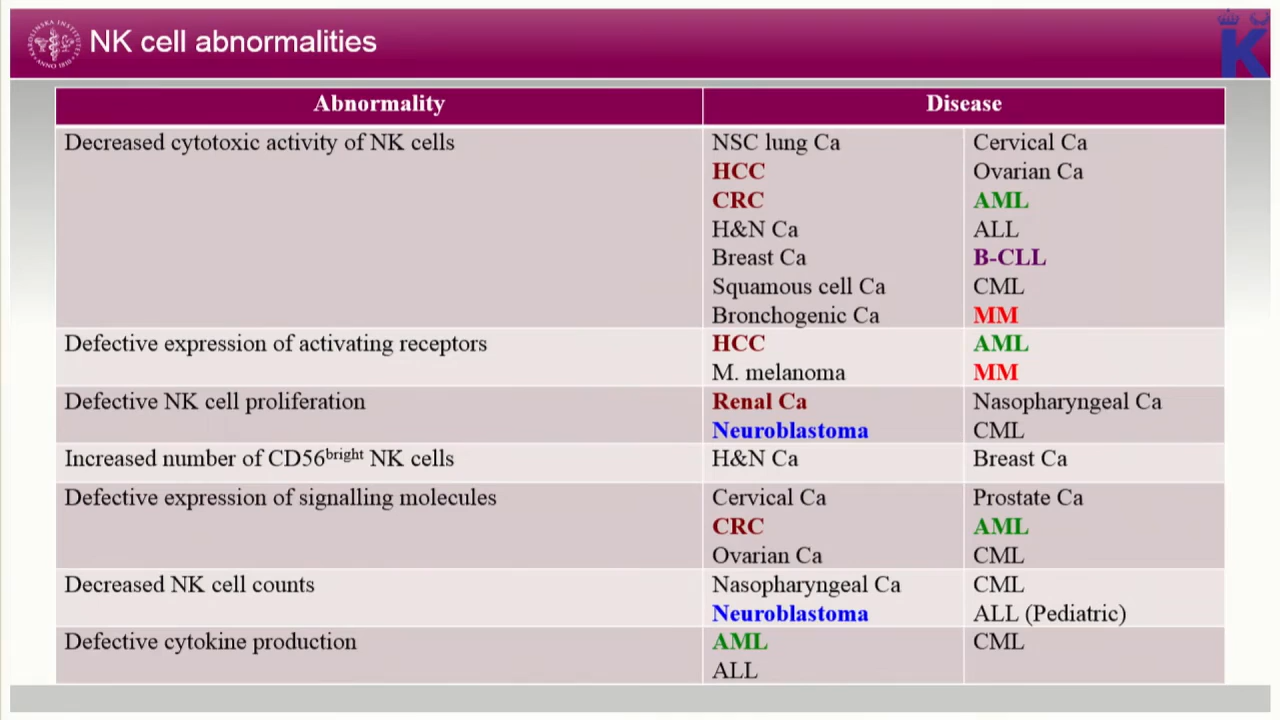 NK cell abnormalities
KAROLINSKA INSTITUTET
ANNO 1810
K
Abnormality Disease
Decreased cytotoxic activity of NK cells NSC lung Ca Cervical Ca
HCC Ovarian Ca
CRC AML
H&N Ca ALL
Breast Ca B-CLL
Squamous cell Ca CML
Bronchogenic Ca MM
Defective expression of activating receptors HCC AML
M. melanoma MM
Defective NK cell proliferation Renal Ca Nasopharyngeal Ca
Neuroblastoma CML
Increased number of CD56bright NK cells H&N Ca Breast Ca
Defective expression of signalling molecules Cervical Ca Prostate Ca
CRC AML
Ovarian Ca CML
Decreased NK cell counts Nasopharyngeal Ca CML
Neuroblastoma ALL (Pediatric)
Defective cytokine production AML CML
ALL